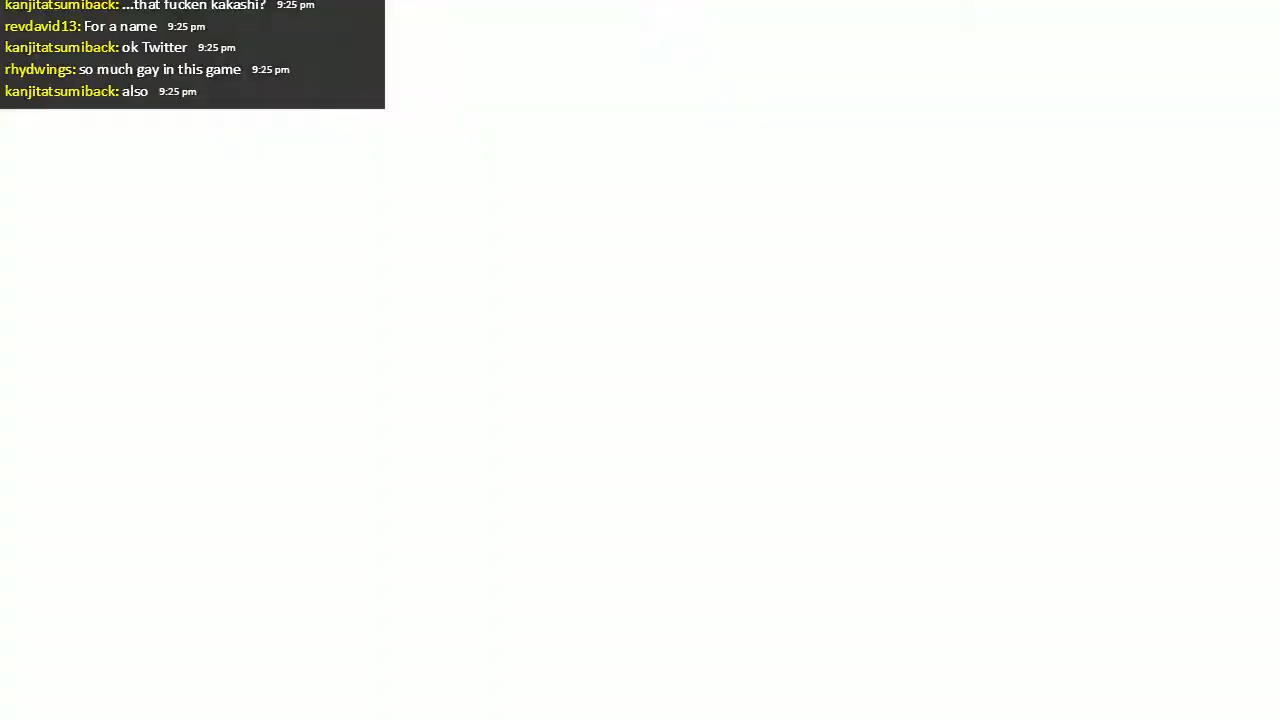 kanjitatsumiback: ...that fucken kakashi? 9:25 pm
revdavid13: For a name 9:25 pm
kanjitatsumiback: ok Twitter 9:25 pm
rhydwings: so much gay in this game 9:25 pm
kanjitatsumiback: also 9:25 pm